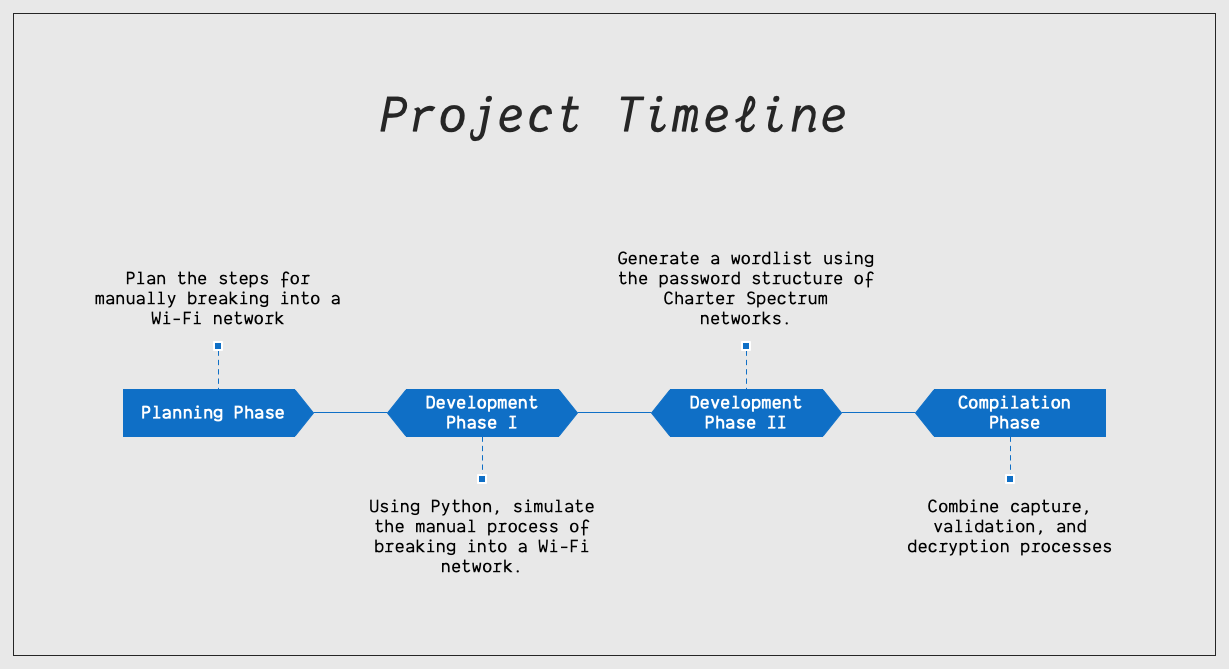 Project Timeline
Plan the steps for
manually breaking into a
Wi-Fi network
Generate a wordlist using
the password structure of
Charter Spectrum
networks.
Planning Phase
Development
Phase I
Development
Phase II
Compilation
Phase
Using Python, simulate
the manual process of
breaking into a Wi-Fi
network.
Combine capture,
validation, and
decryption processes